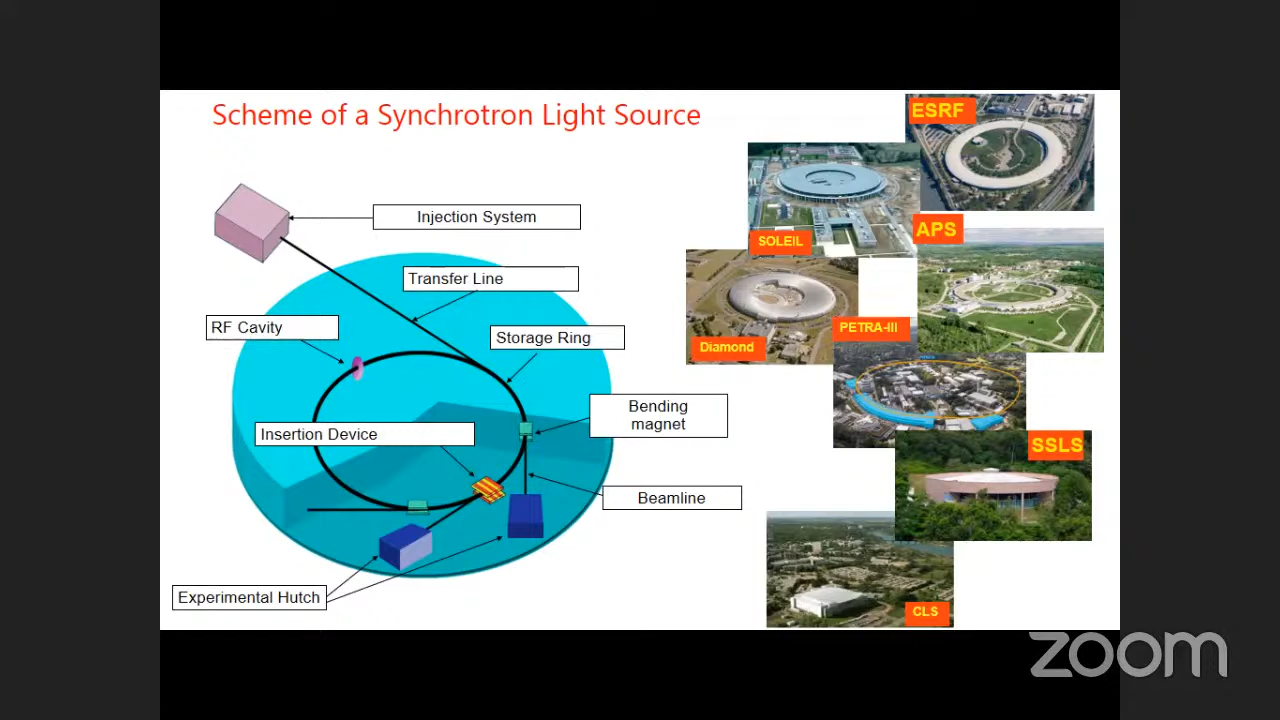 Scheme of a Synchrotron Light Source
ESRF
Injection System
SOLEIL
APS
Transfer Line
RF Cavity
Storage Ring
PETRA-III
Diamond
Bending
magnet
Insertion Device
SSLS
Beamline
Experimental Hutch
CLS
zoom